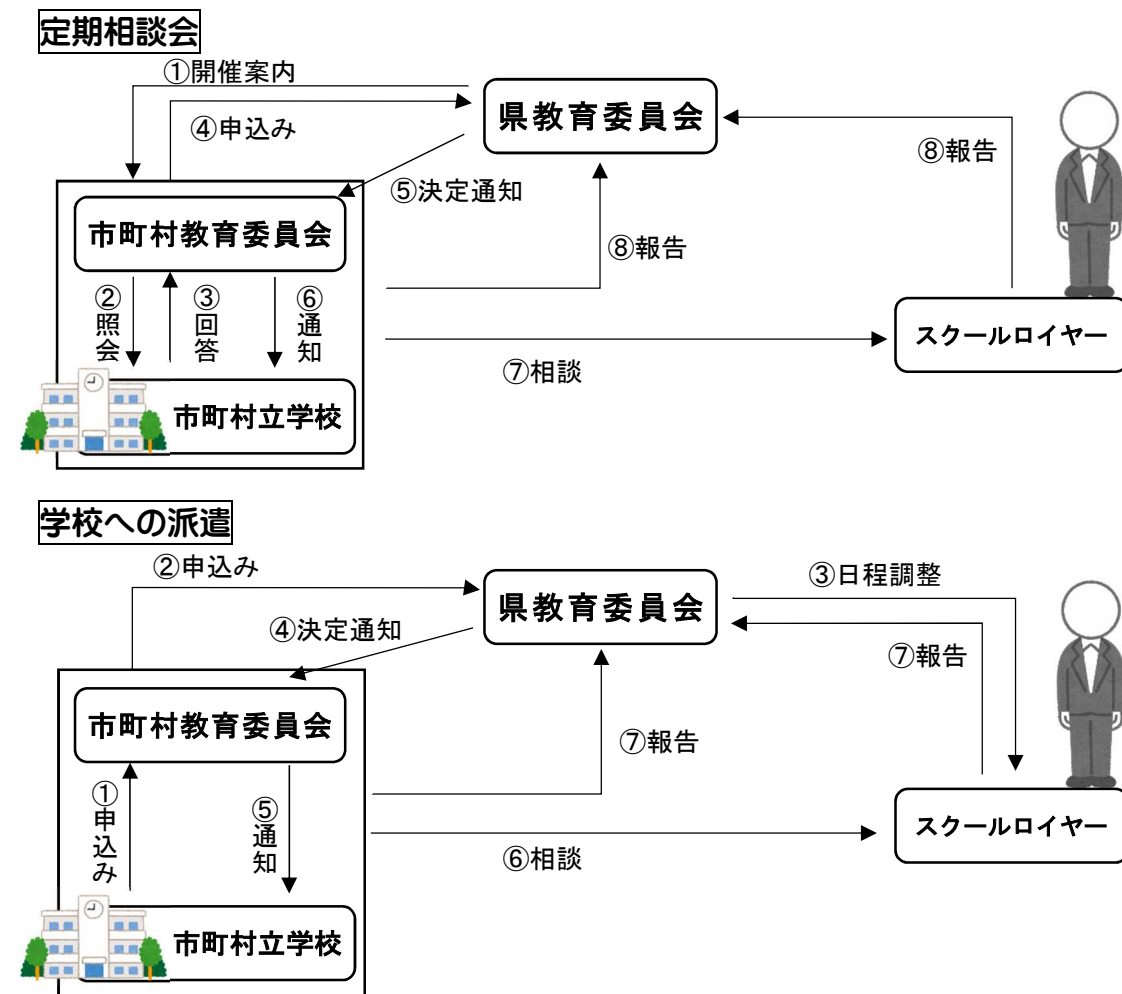 定期相談会
①開催案内
④申込み
県教育委員会
⑤決定通知
⑧報告
市町村教育委員会
⑧報告
②照会
③回答
⑥通知
スクールロイヤー
⑦相談
市町村立学校
学校への派遣
②申込み
県教育委員会
③日程調整
④決定通知
⑦報告
市町村教育委員会
⑦報告
①申込み
⑤通知
スクールロイヤー
⑥相談
市町村立学校